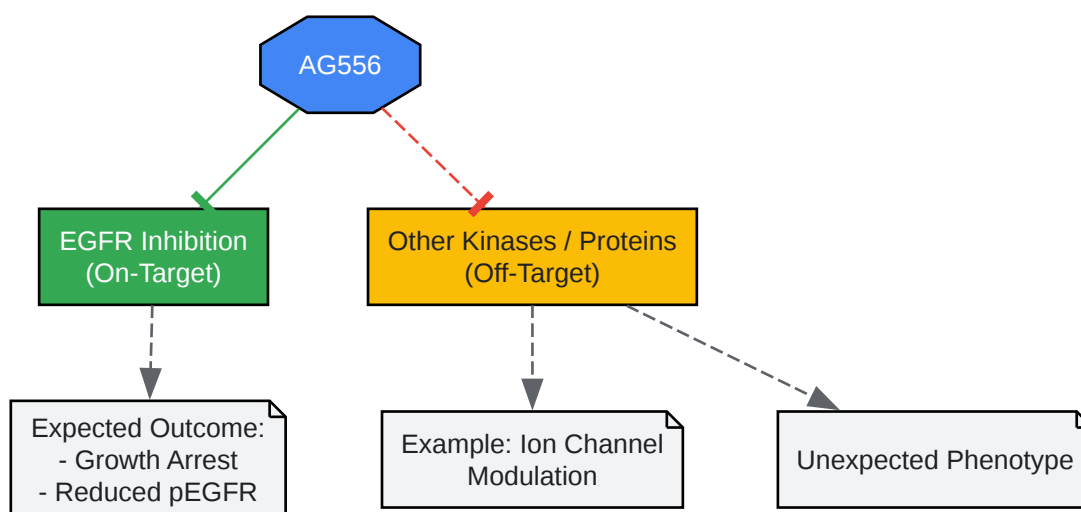 AG556
EGFR Inhibition
(On-Target)
Other Kinases / Proteins
(Off-Target)
Expected Outcome:
- Growth Arrest
- Reduced pEGFR
Example: Ion Channel
Modulation
Unexpected Phenotype